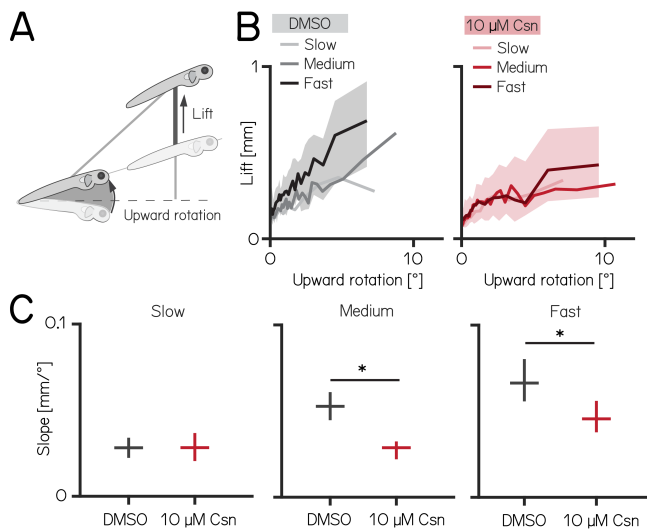 A
Lift
Upward rotation
B
DMSO
Slow
Medium
Fast
10 µM Csn
Slow
Medium
Fast
1
Lift [mm]
0
0
10
0
10
Upward rotation [°]
Upward rotation [°]
C
Slow
Medium
Fast
0.1
Slope [mm/°]
0
*
*
DMSO
10 µM Csn
DMSO
10 µM Csn
DMSO
10 µM Csn